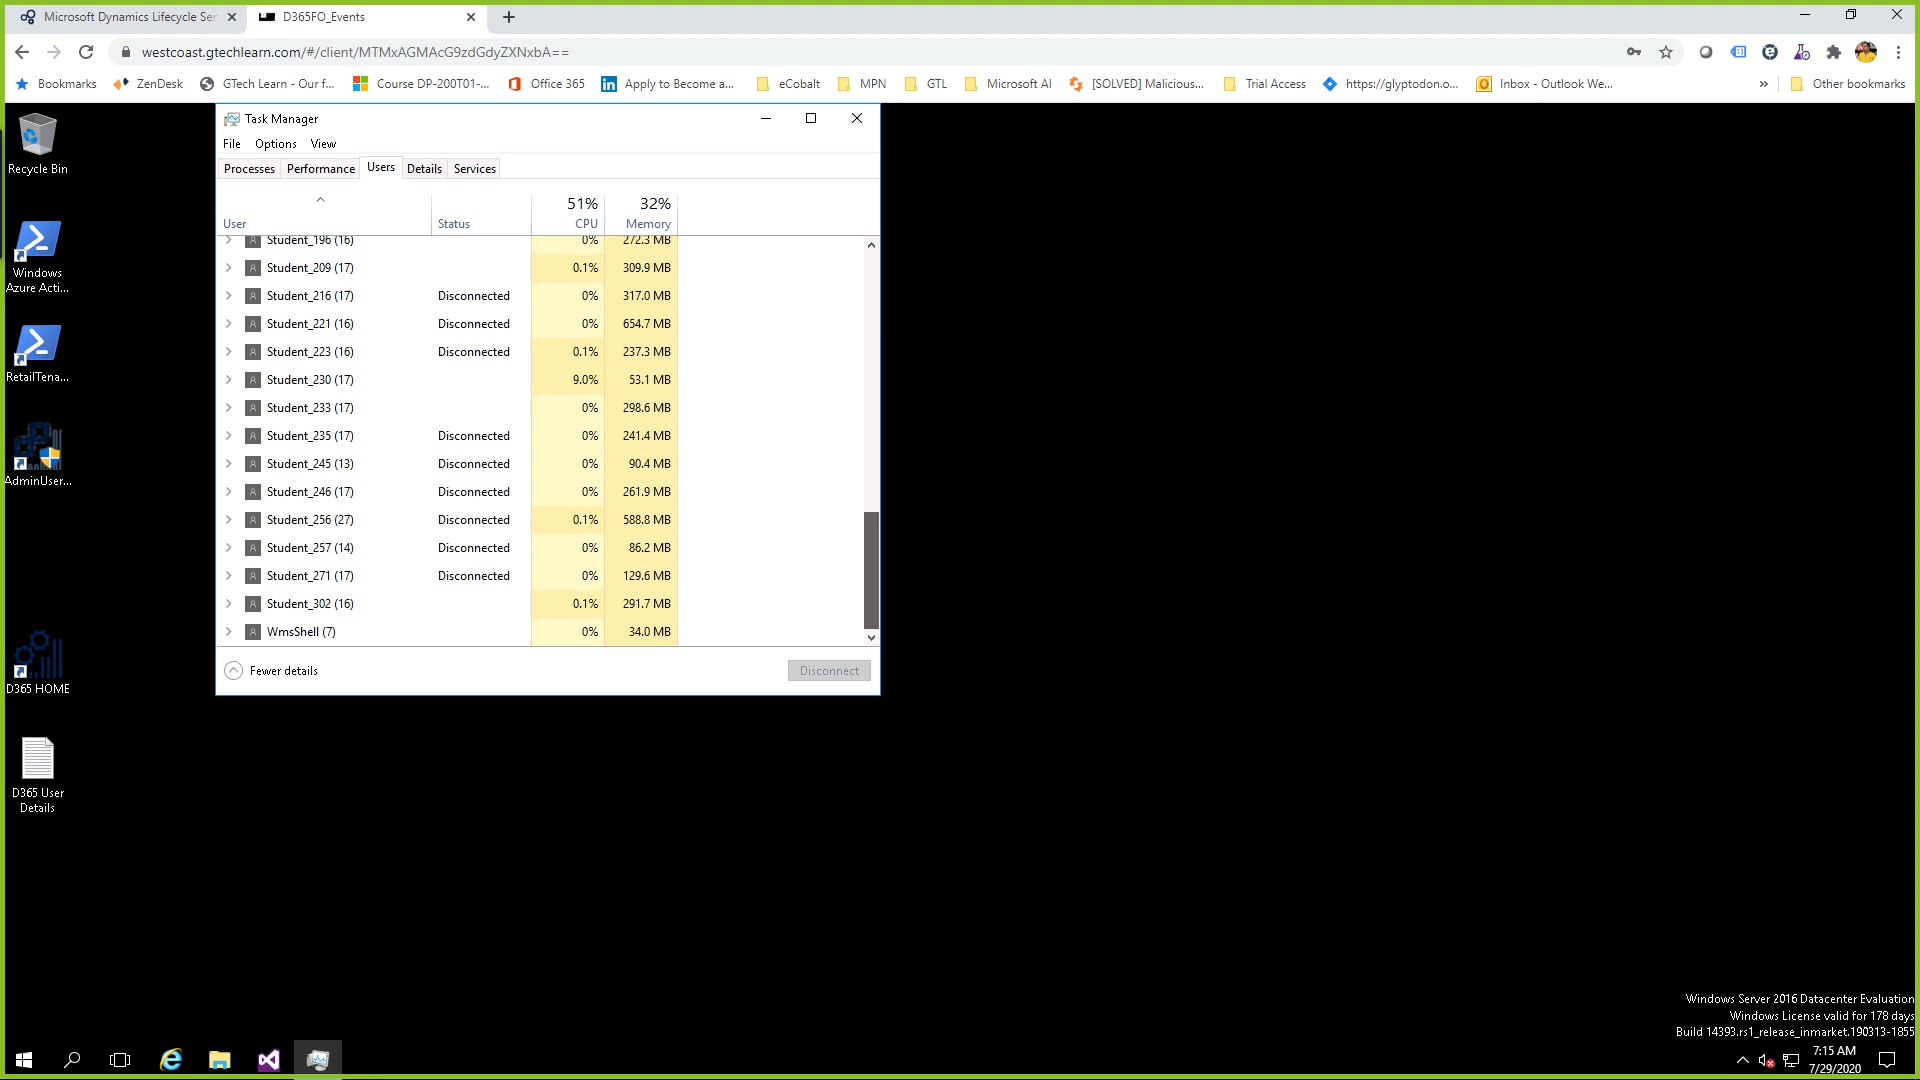 Microsoft Dynamics Lifecycle Ser
D365FO_Events
westcoast.gtechlearn.com/#/client/MTMxAGMAcG9zdGdyZXNxbA==
Bookmarks
ZenDesk
GTech Learn - Our f...
Course DP-200T01-...
Office 365
Apply to Become a...
eCobalt
MPN
GTL
Microsoft AI
[SOLVED] Malicious...
Trial Access
https://glyptodon.o...
Inbox - Outlook We...
»
Other bookmarks
Recycle Bin
Windows
Azure Acti...
RetailTena...
AdminUser...
D365 HOME
D365 User
Details
Task Manager
File Options View
Processes Performance Users Details Services
51% 32%
User Status CPU Memory
Student_196 (16) 0% 272.3 MB
Student_209 (17) 0.1% 309.9 MB
Student_216 (17) Disconnected 0% 317.0 MB
Student_221 (16) Disconnected 0% 654.7 MB
Student_223 (16) Disconnected 0.1% 237.3 MB
Student_230 (17) 9.0% 53.1 MB
Student_233 (17) 0% 298.6 MB
Student_235 (17) Disconnected 0% 241.4 MB
Student_245 (13) Disconnected 0% 90.4 MB
Student_246 (17) Disconnected 0% 261.9 MB
Student_256 (27) Disconnected 0.1% 588.8 MB
Student_257 (14) Disconnected 0% 86.2 MB
Student_271 (17) Disconnected 0% 129.6 MB
Student_302 (16) 0.1% 291.7 MB
WmsShell (7) 0% 34.0 MB
Fewer details
Disconnect
Windows Server 2016 Datacenter Evaluation
Windows License valid for 178 days
Build 14393.rs1_release_inmarket.190313-1855
7:15 AM
7/29/2020